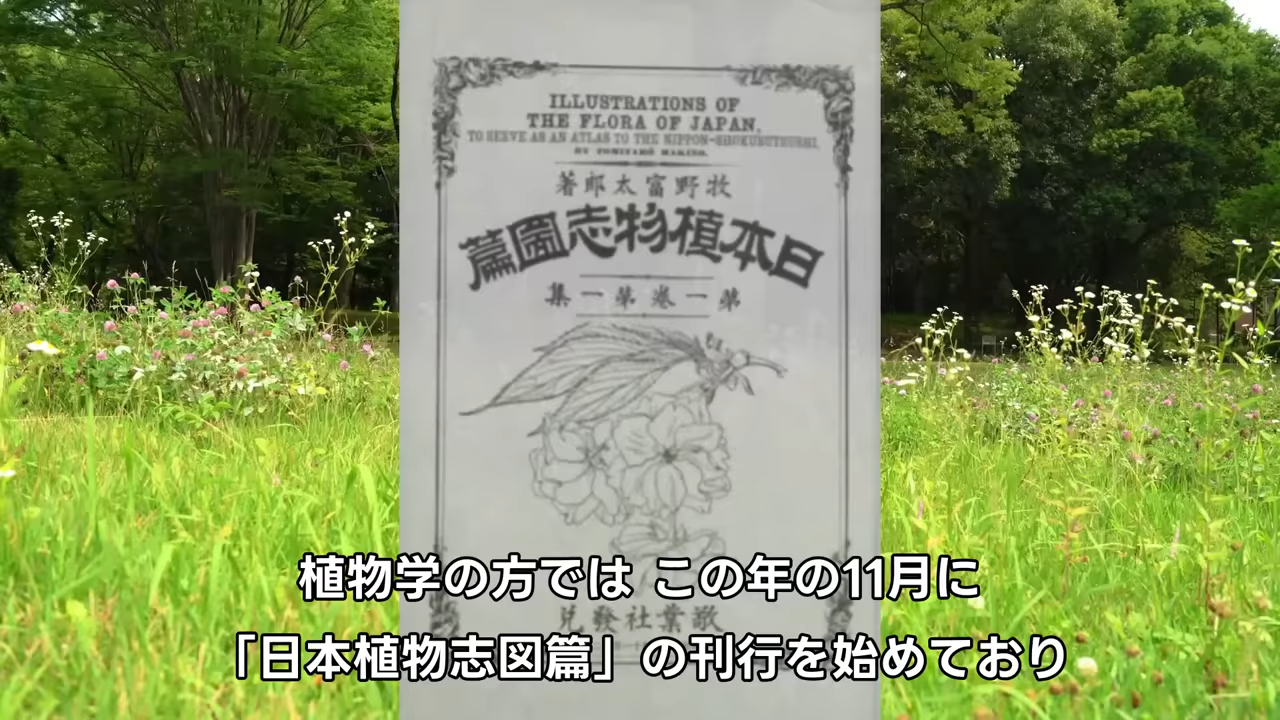 ILLUSTRATIONS OF
THE FLORA OF JAPAN,
TO SERVE AS AN ATLAS TO THE NIPPON-SHOKUBUTSUSHI,
BY TOMITARO MAKINO.
牧野富太郎著
日本植物志圖篇
第一巻第一集
敬業社發兌
植物学の方では この年の11月に
「日本植物志図篇」の刊行を始めており